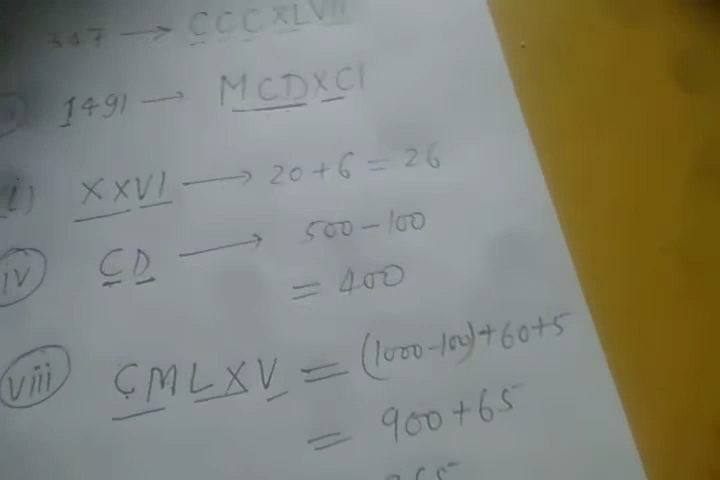 347 → CCCXLVII
1491 → MCDXCI
i) XXVI → 20+6 = 26
iv CD → 500-100
= 400
viii CMLXV = (1000-100)+60+5
= 900+65